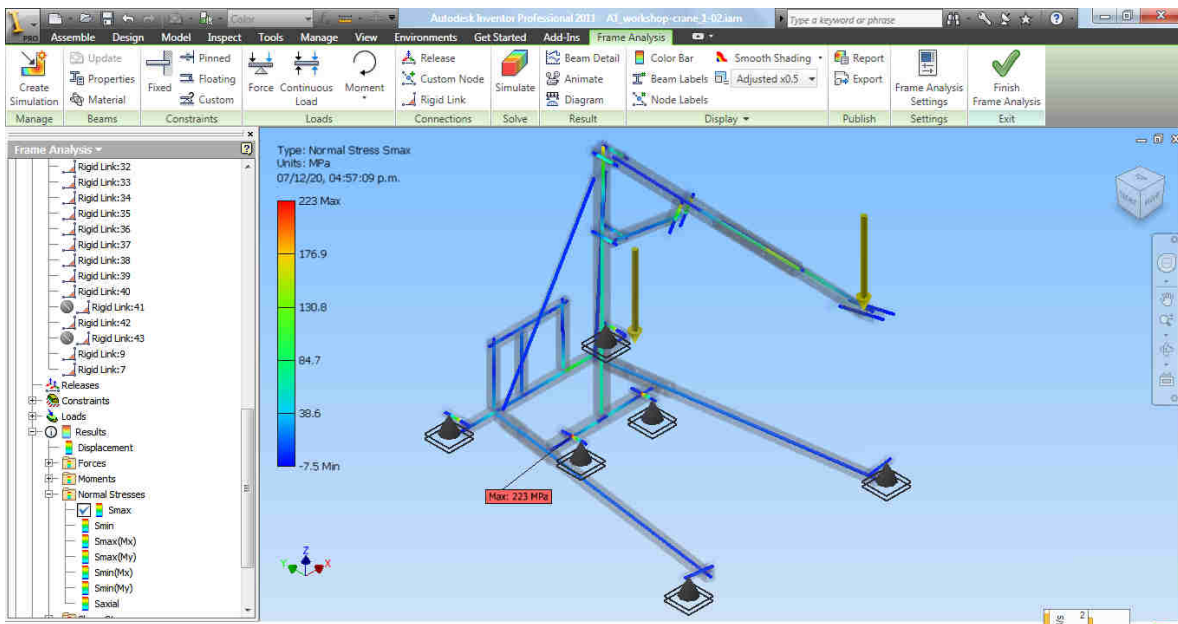 PRO
Color
Autodesk Inventor Professional 2011 A1_workshop-crane_1-02.iam
Type a keyword or phrase
Assemble Design Model Inspect Tools Manage View Environments Get Started Add-Ins Frame Analysis
Create Simulation
Update
Properties
Material
Fixed
Pinned
Floating
Custom
Force
Continuous Load
Moment
Release
Custom Node
Rigid Link
Simulate
Beam Detail
Animate
Diagram
Color Bar
Beam Labels
Node Labels
Smooth Shading
Adjusted x0.5
Report
Export
Frame Analysis Settings
Finish Frame Analysis
Manage Beams Constraints Loads Connections Solve Result Display Publish Settings Exit
Frame Analysis
Rigid Link:32
Rigid Link:33
Rigid Link:34
Rigid Link:35
Rigid Link:36
Rigid Link:37
Rigid Link:38
Rigid Link:39
Rigid Link:40
Rigid Link:41
Rigid Link:42
Rigid Link:43
Rigid Link:9
Rigid Link:7
Releases
Constraints
Loads
Results
Displacement
Forces
Moments
Normal Stresses
Smax
Smin
Smax(Mx)
Smax(My)
Smin(Mx)
Smin(My)
Saxial
Type: Normal Stress Smax
Units: MPa
07/12/20, 04:57:09 p.m.
223 Max
176.9
130.8
84.7
38.6
-7.5 Min
Max: 223 MPa
Z
Y
X
2